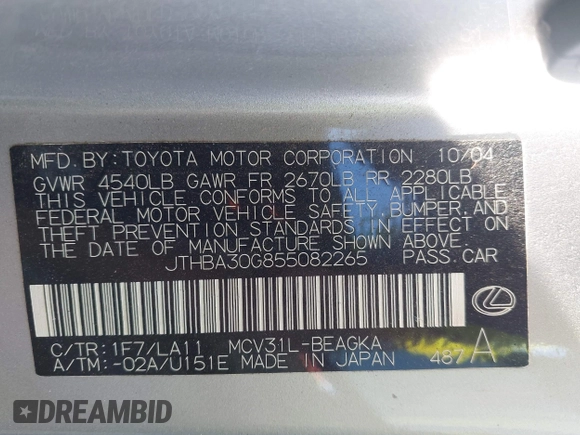 MFD.BY:TOYOTA MOTOR CORPORATION 10/04
GVWR 4540LB GAWR FR 2670LB RR 2280LB
THIS VEHICLE CONFORMS TO ALL APPLICABLE
FEDERAL MOTOR VEHICLE SAFETY, BUMPER, AND
THEFT PREVENTION STANDARDS IN EFFECT ON
THE DATE OF MANUFACTURE SHOWN ABOVE.
JTHBA30G855082265 PASS.CAR
C/TR:1F7/LA11 MCV31L-BEAGKA
A/TM:-02A/U151E MADE IN JAPAN 487 A
DREAMBID